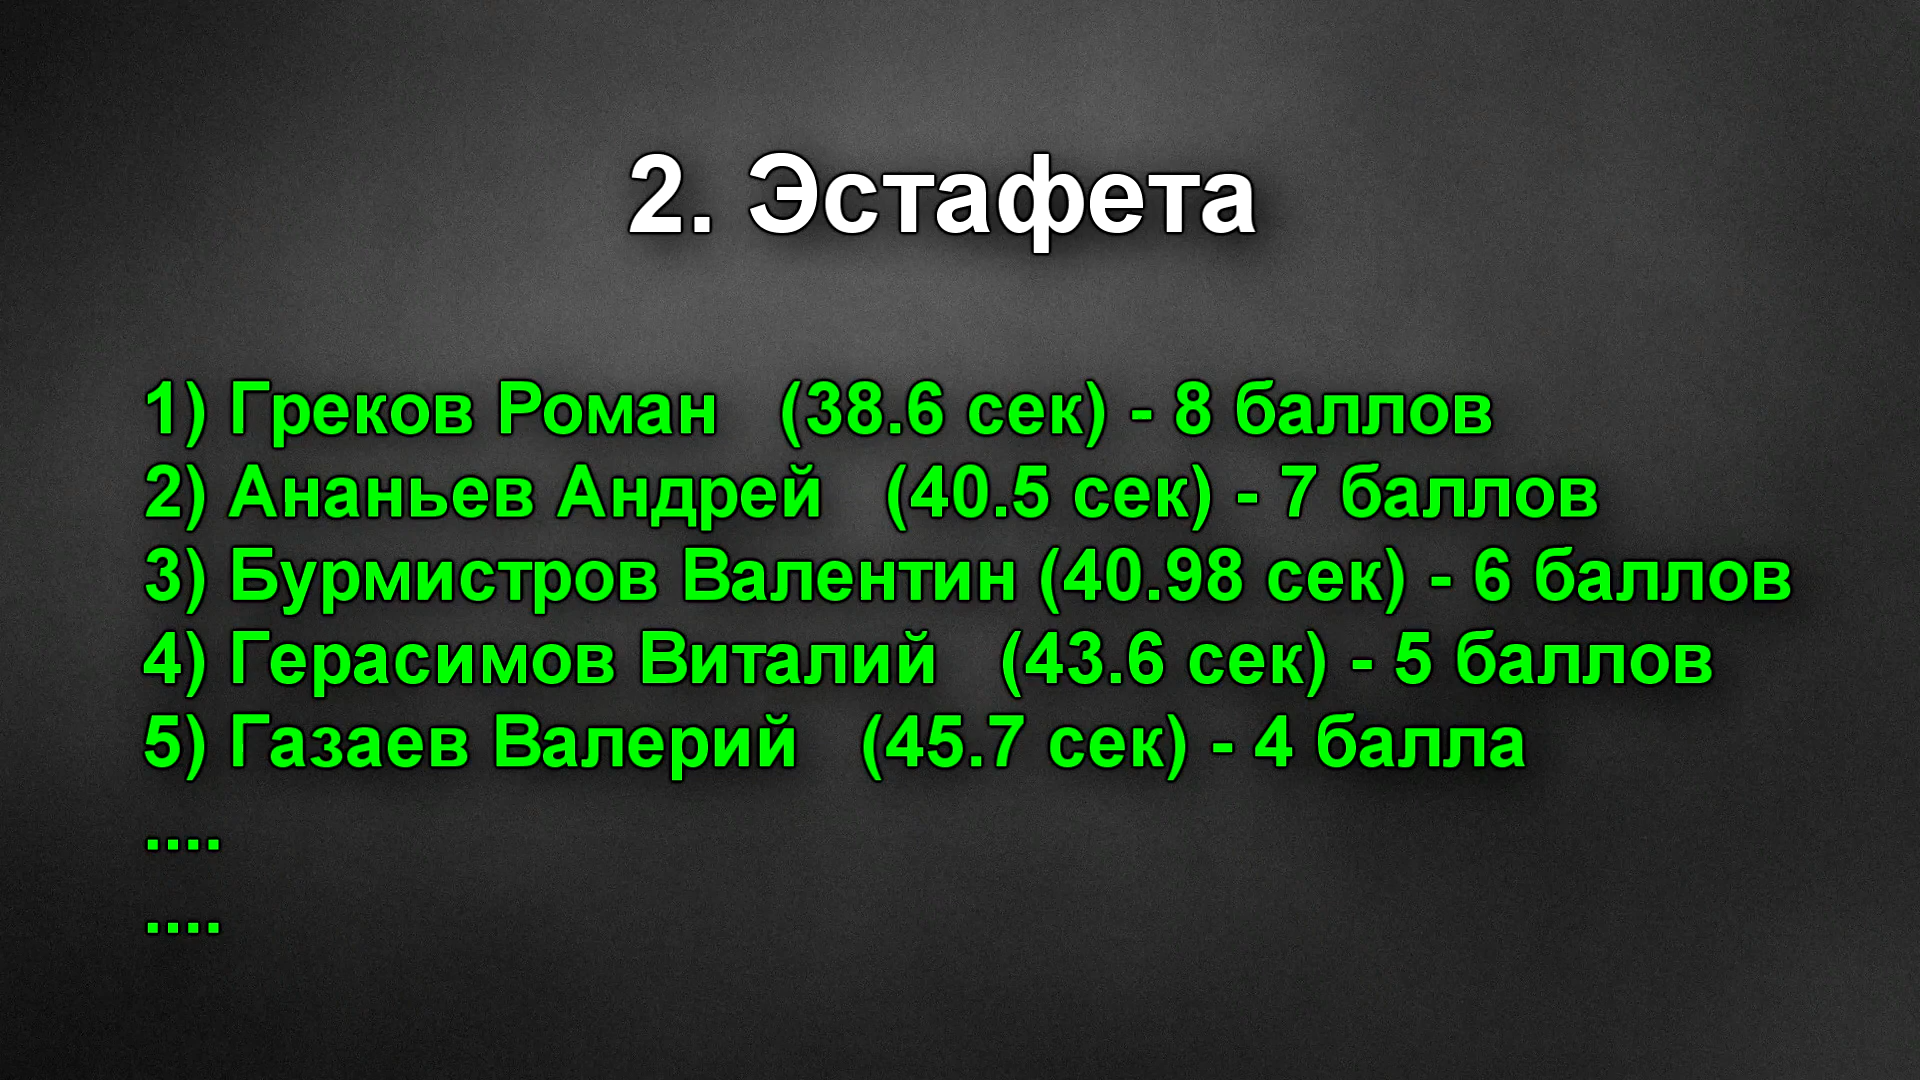 2. Эстафета
1) Греков Роман (38.6 сек) - 8 баллов
2) Ананьев Андрей (40.5 сек) - 7 баллов
3) Бурмистров Валентин (40.98 сек) - 6 баллов
4) Герасимов Виталий (43.6 сек) - 5 баллов
5) Газаев Валерий (45.7 сек) - 4 балла
....
....